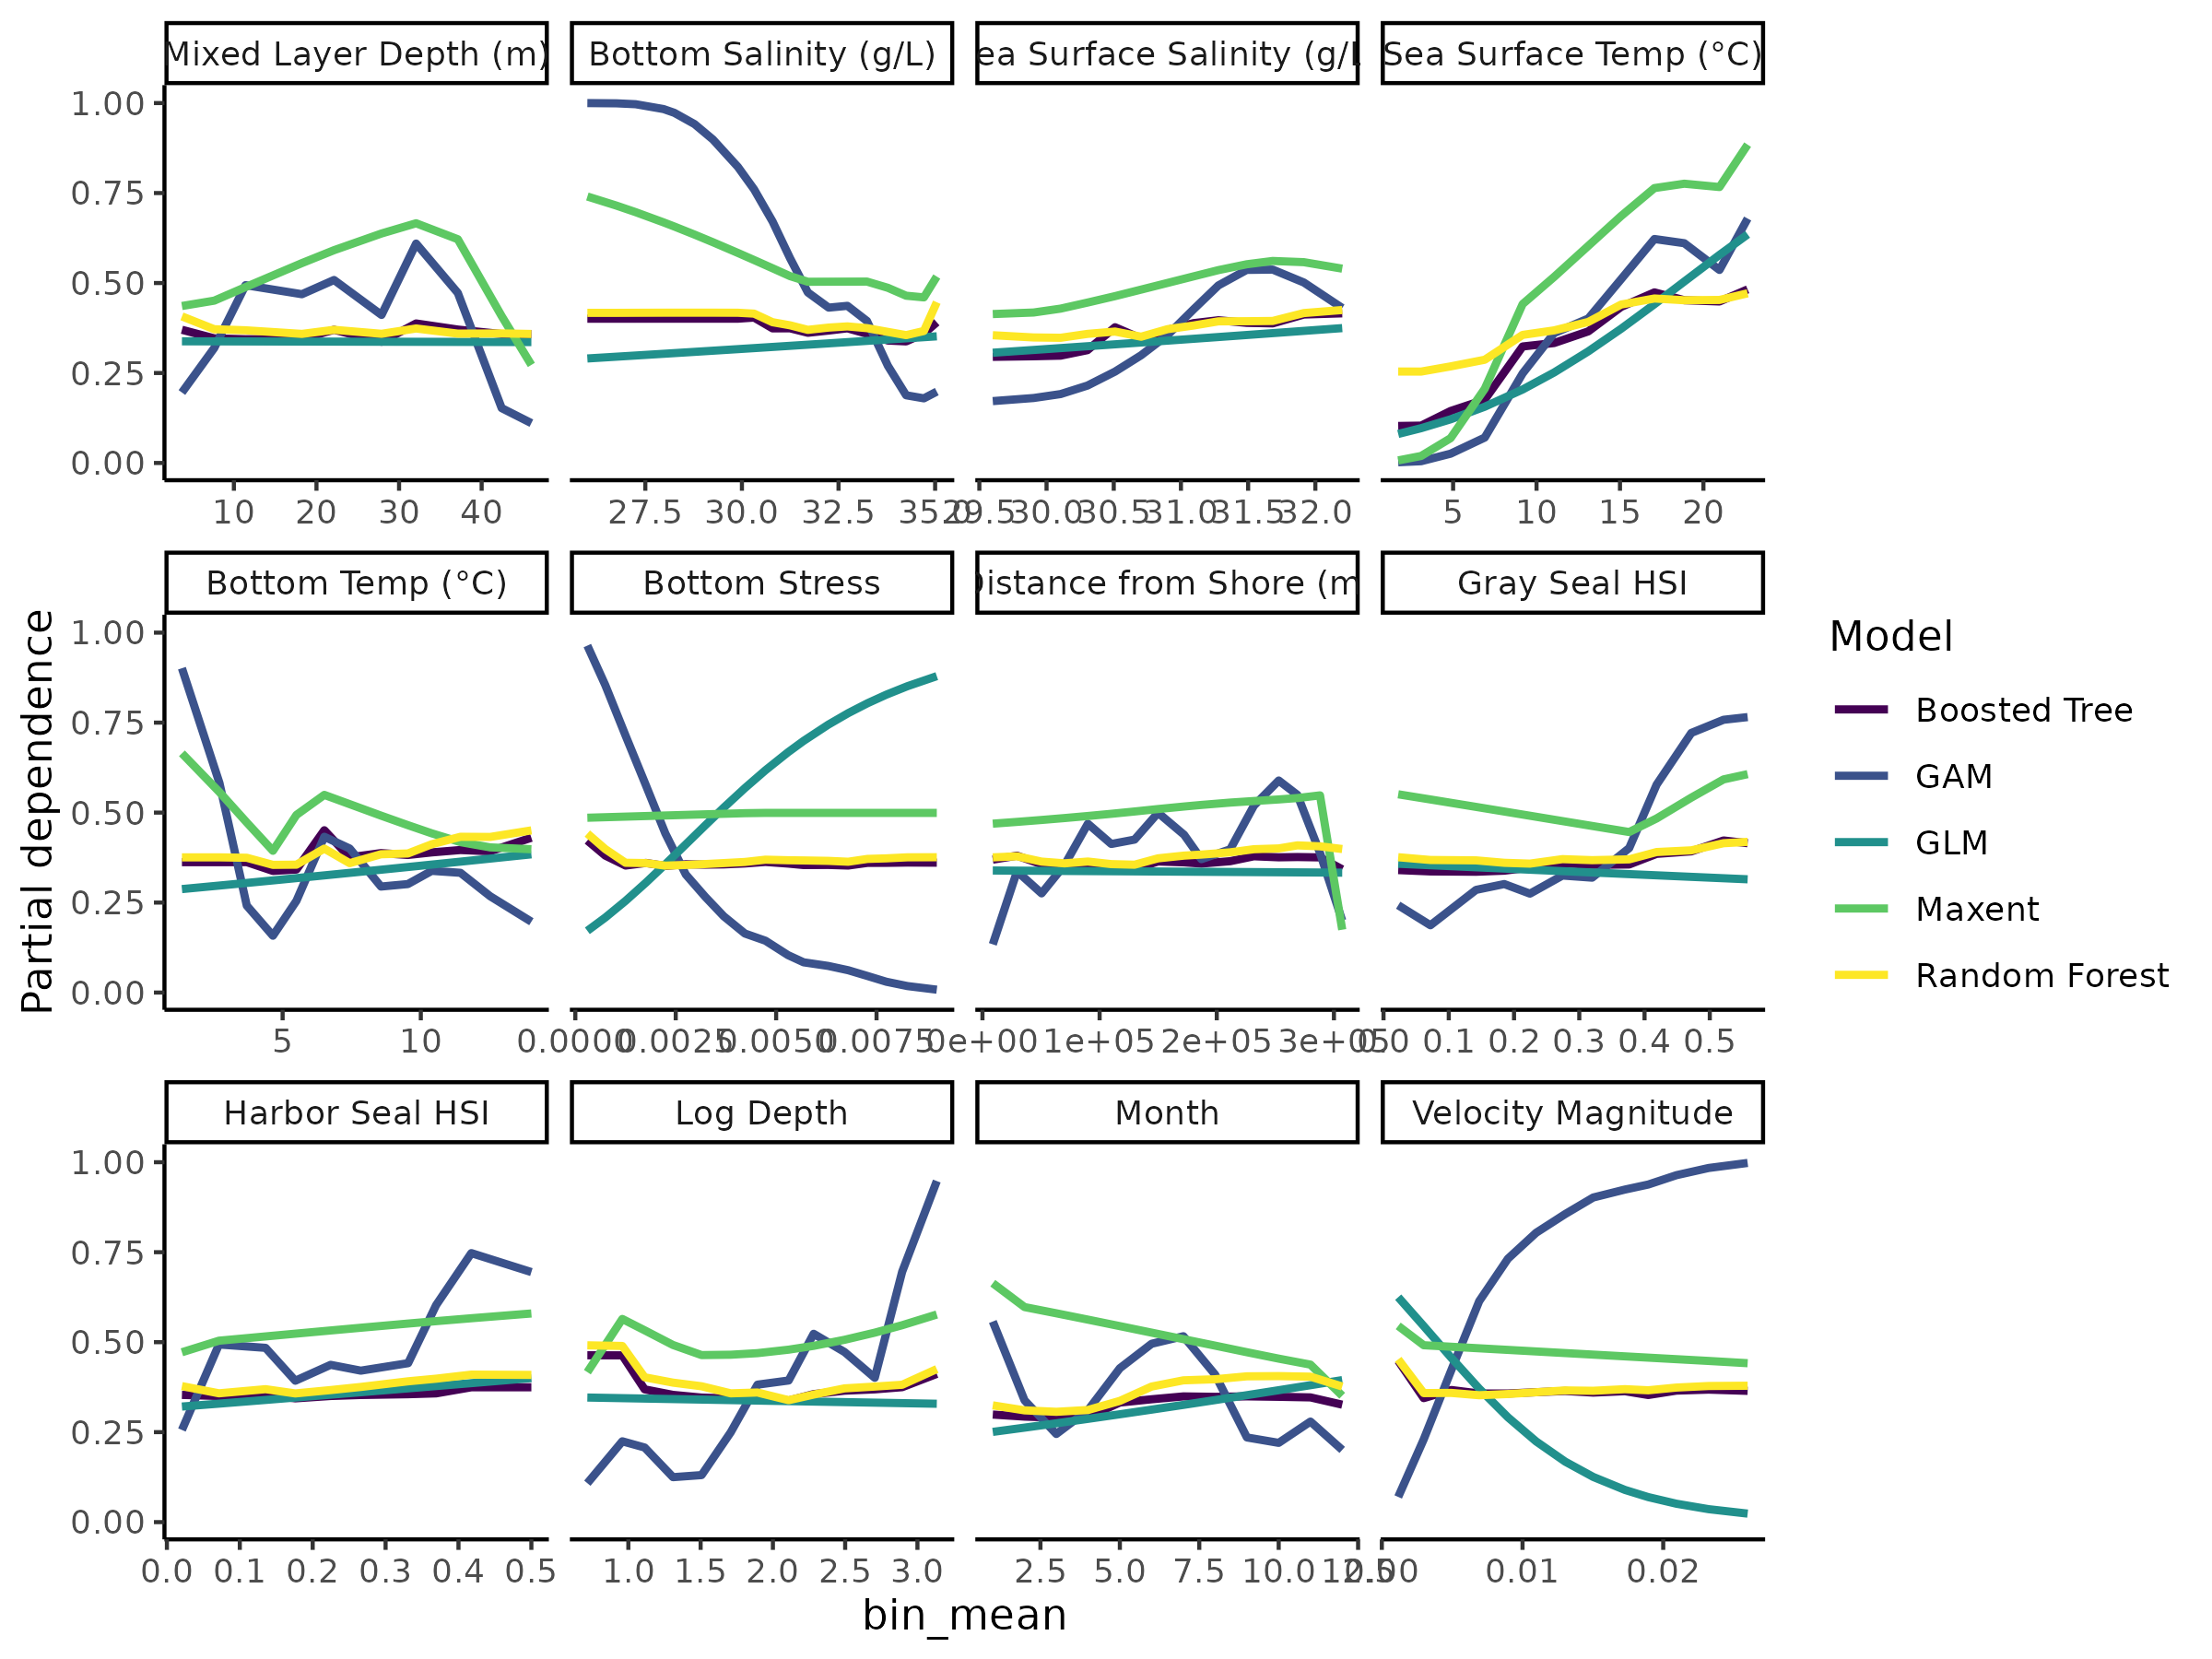 Mixed Layer Depth (m) Bottom Salinity (g/L) ea Surface Salinity (g/L Sea Surface Temp (°C)
1.00
0.75
0.50
0.25
0.00
10 20 30 40 27.5 30.0 32.5 35.0 29.5 30.0 30.5 31.0 31.5 32.0 5 10 15 20
Bottom Temp (°C) Bottom Stress Distance from Shore (m Gray Seal HSI
1.00
0.75
0.50
0.25
0.00
5 10 0.0000 0.0025 0.0050 0.0075 0e+00 1e+05 2e+05 3e+05 0.0 0.1 0.2 0.3 0.4 0.5
Harbor Seal HSI Log Depth Month Velocity Magnitude
1.00
0.75
0.50
0.25
0.00
0.0 0.1 0.2 0.3 0.4 0.5 1.0 1.5 2.0 2.5 3.0 2.5 5.0 7.5 10.0 12.5 0.00 0.01 0.02
bin_mean
Partial dependence
Model
Boosted Tree
GAM
GLM
Maxent
Random Forest